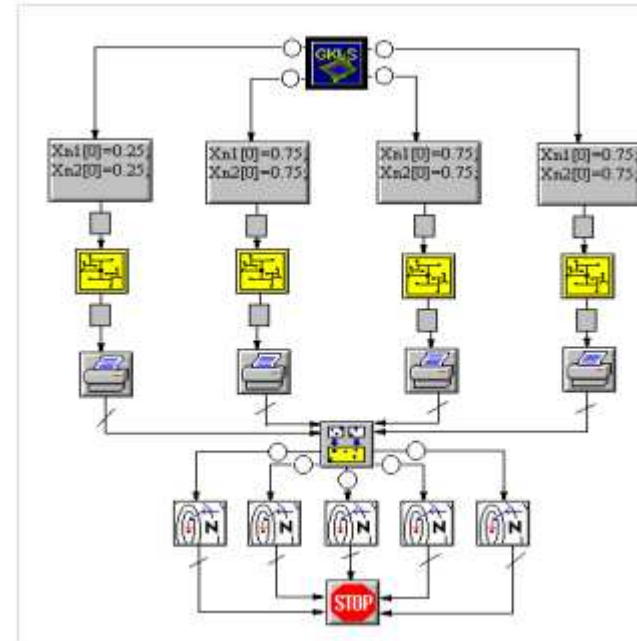 GKLS
Xn1[0]=0.25;
Xn2[0]=0.25;
Xn1[0]=0.75;
Xn2[0]=0.75;
Xn1[0]=0.75;
Xn2[0]=0.75;
Xn1[0]=0.75;
Xn2[0]=0.75;
N
N
N
N
N
STOP